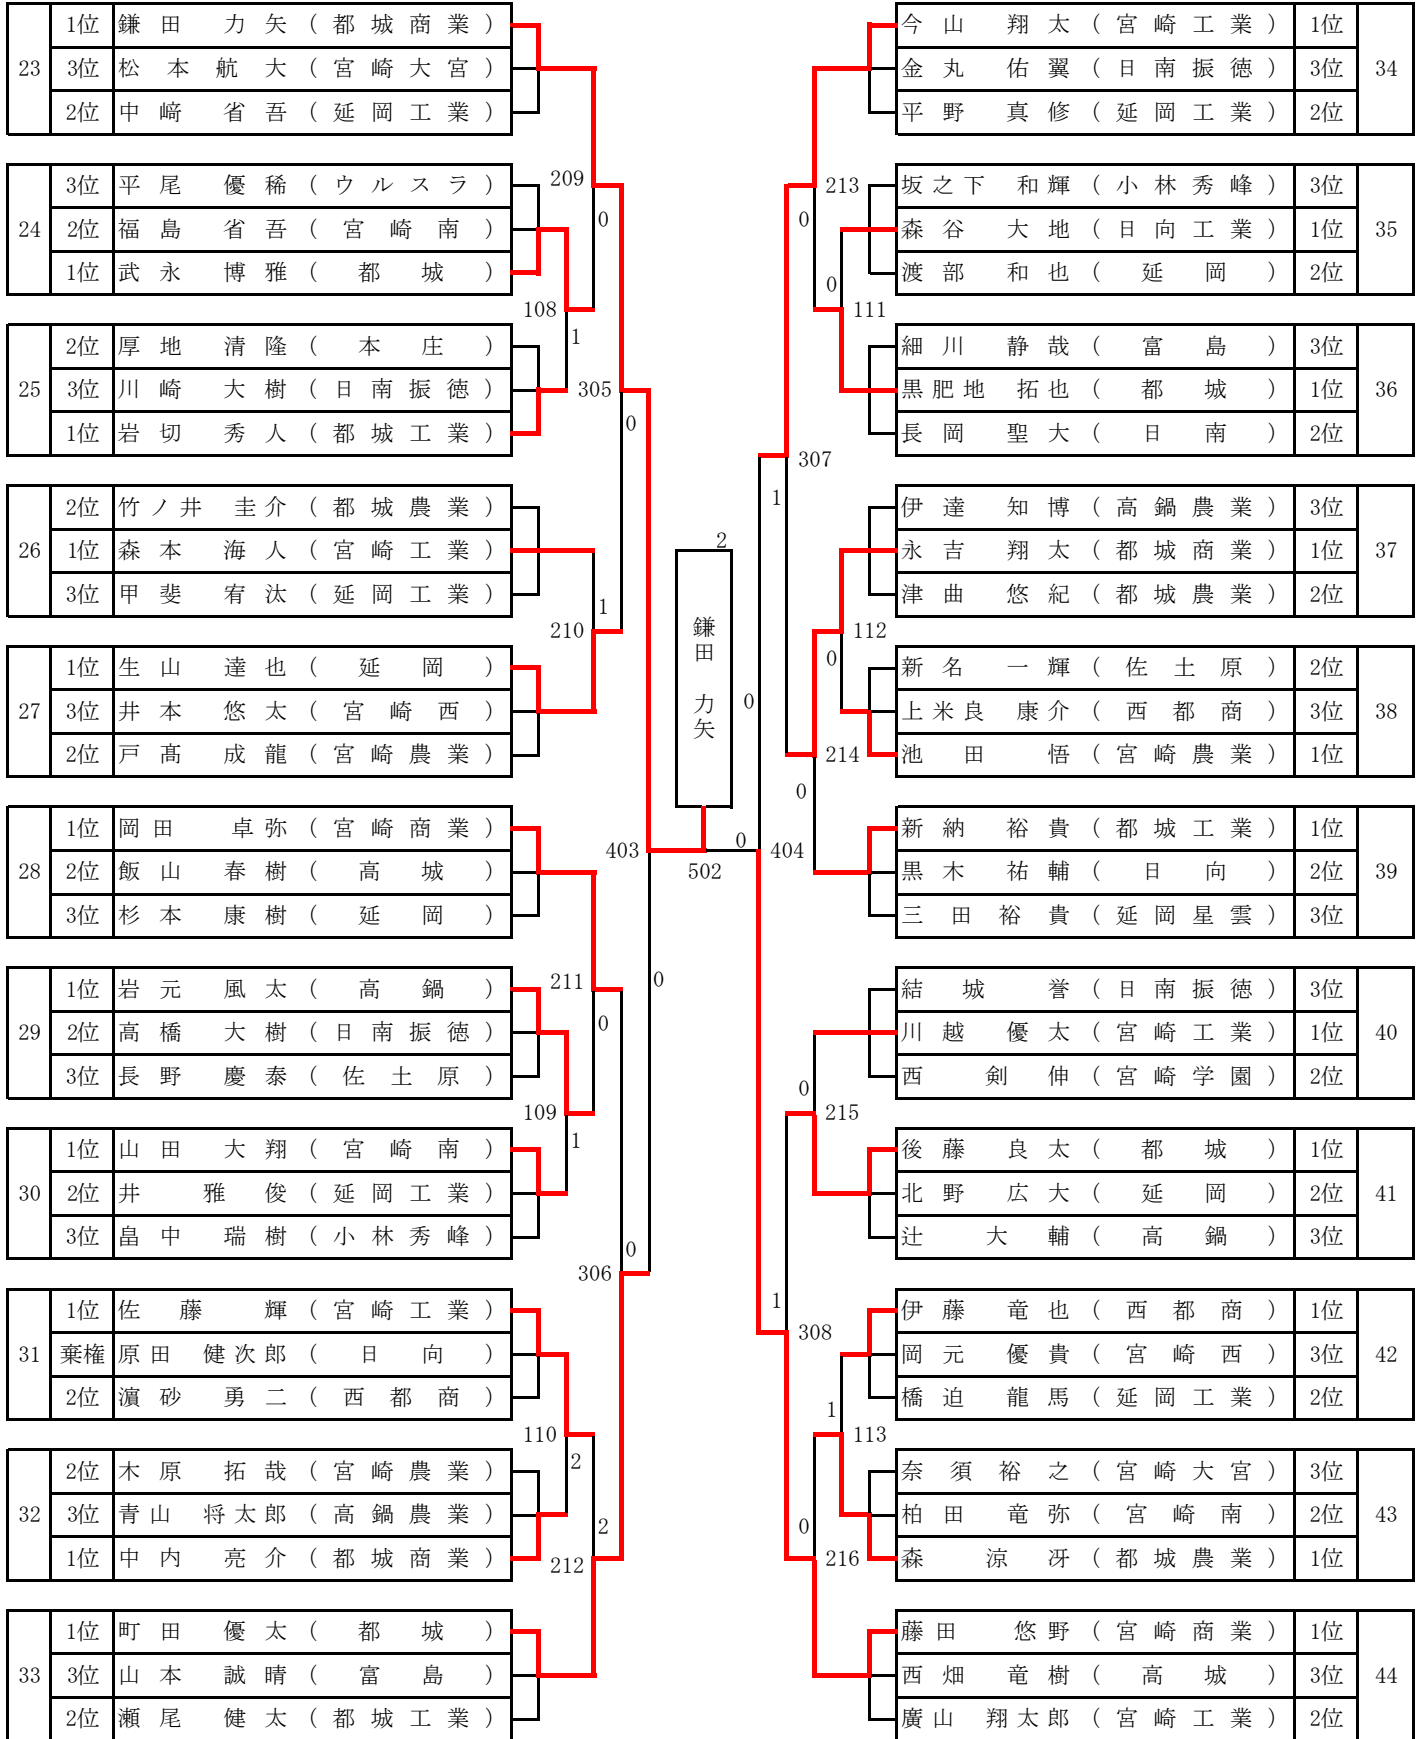 23
1位 鎌田 力矢 (都城商業)
3位 松本航大 (宮崎大宮)
2位 中﨑 省吾 (延岡工業)
24
3位 平尾 優稀 (ウルスラ)
2位 福島 省吾 (宮崎南)
1位 武永 博雅 (都城)
25
2位 厚地 清隆 (本庄)
3位 川崎 大樹 (日南振徳)
1位 岩切 秀人 (都城工業)
26
2位 竹ノ井 圭介 (都城農業)
1位 森本 海人 (宮崎工業)
3位 甲斐 宥汰 (延岡工業)
27
1位 生山 達也 (延岡)
3位 井本 悠太 (宮崎西)
2位 戸髙 成龍 (宮崎農業)
28
1位 岡田 卓弥 (宮崎商業)
2位 飯山 春樹 (高城)
3位 杉本 康樹 (延岡)
29
1位 岩元 風太 (高鍋)
2位 高橋 大樹 (日南振徳)
3位 長野 慶泰 (佐土原)
30
1位 山田 大翔 (宮崎南)
2位 井 雅俊 (延岡工業)
3位 畠中 瑞樹 (小林秀峰)
31
1位 佐藤 輝 (宮崎工業)
棄権 原田 健次郎 (日向)
2位 濵砂 勇二 (西都商)
32
2位 木原 拓哉 (宮崎農業)
3位 青山 将太郎 (高鍋農業)
1位 中内 亮介 (都城商業)
33
1位 町田 優太 (都城)
3位 山本 誠晴 (富島)
2位 瀬尾 健太 (都城工業)
209
0
108
1
305
0
210
1
403
0
211
0
109
1
306
0
110
2
212
2
2
鎌田 力矢
502
0
0
213
0
0
111
307
1
112
0
214
0
404
0
215
1
308
1
113
0
216
今山 翔太 (宮崎工業) 1位
金丸 佑翼 (日南振徳) 3位
平野 真修 (延岡工業) 2位
34
坂之下 和輝 (小林秀峰) 3位
森谷 大地 (日向工業) 1位
渡部 和也 (延岡) 2位
35
細川 静哉 (富島) 3位
黒肥地 拓也 (都城) 1位
長岡 聖大 (日南) 2位
36
伊達 知博 (高鍋農業) 3位
永吉 翔太 (都城商業) 1位
津曲 悠紀 (都城農業) 2位
37
新名 一輝 (佐土原) 2位
上米良 康介 (西都商) 3位
池田 悟 (宮崎農業) 1位
38
新納 裕貴 (都城工業) 1位
黒木 祐輔 (日向) 2位
三田裕貴 (延岡星雲) 3位
39
結城 誉 (日南振徳) 3位
川越 優太 (宮崎工業) 1位
西 剣伸 (宮崎学園) 2位
40
後藤 良太 (都城) 1位
北野 広大 (延岡) 2位
辻 大輔 (高鍋) 3位
41
伊藤 竜也 (西都商) 1位
岡元 優貴 (宮崎西) 3位
橋迫 龍馬 (延岡工業) 2位
42
奈須裕之 (宮崎大宮) 3位
柏田 竜弥 (宮崎南) 2位
森 涼冴 (都城農業) 1位
43
藤田 悠野 (宮崎商業) 1位
西畑 竜樹 (高城) 3位
廣山 翔太郎 (宮崎工業) 2位
44